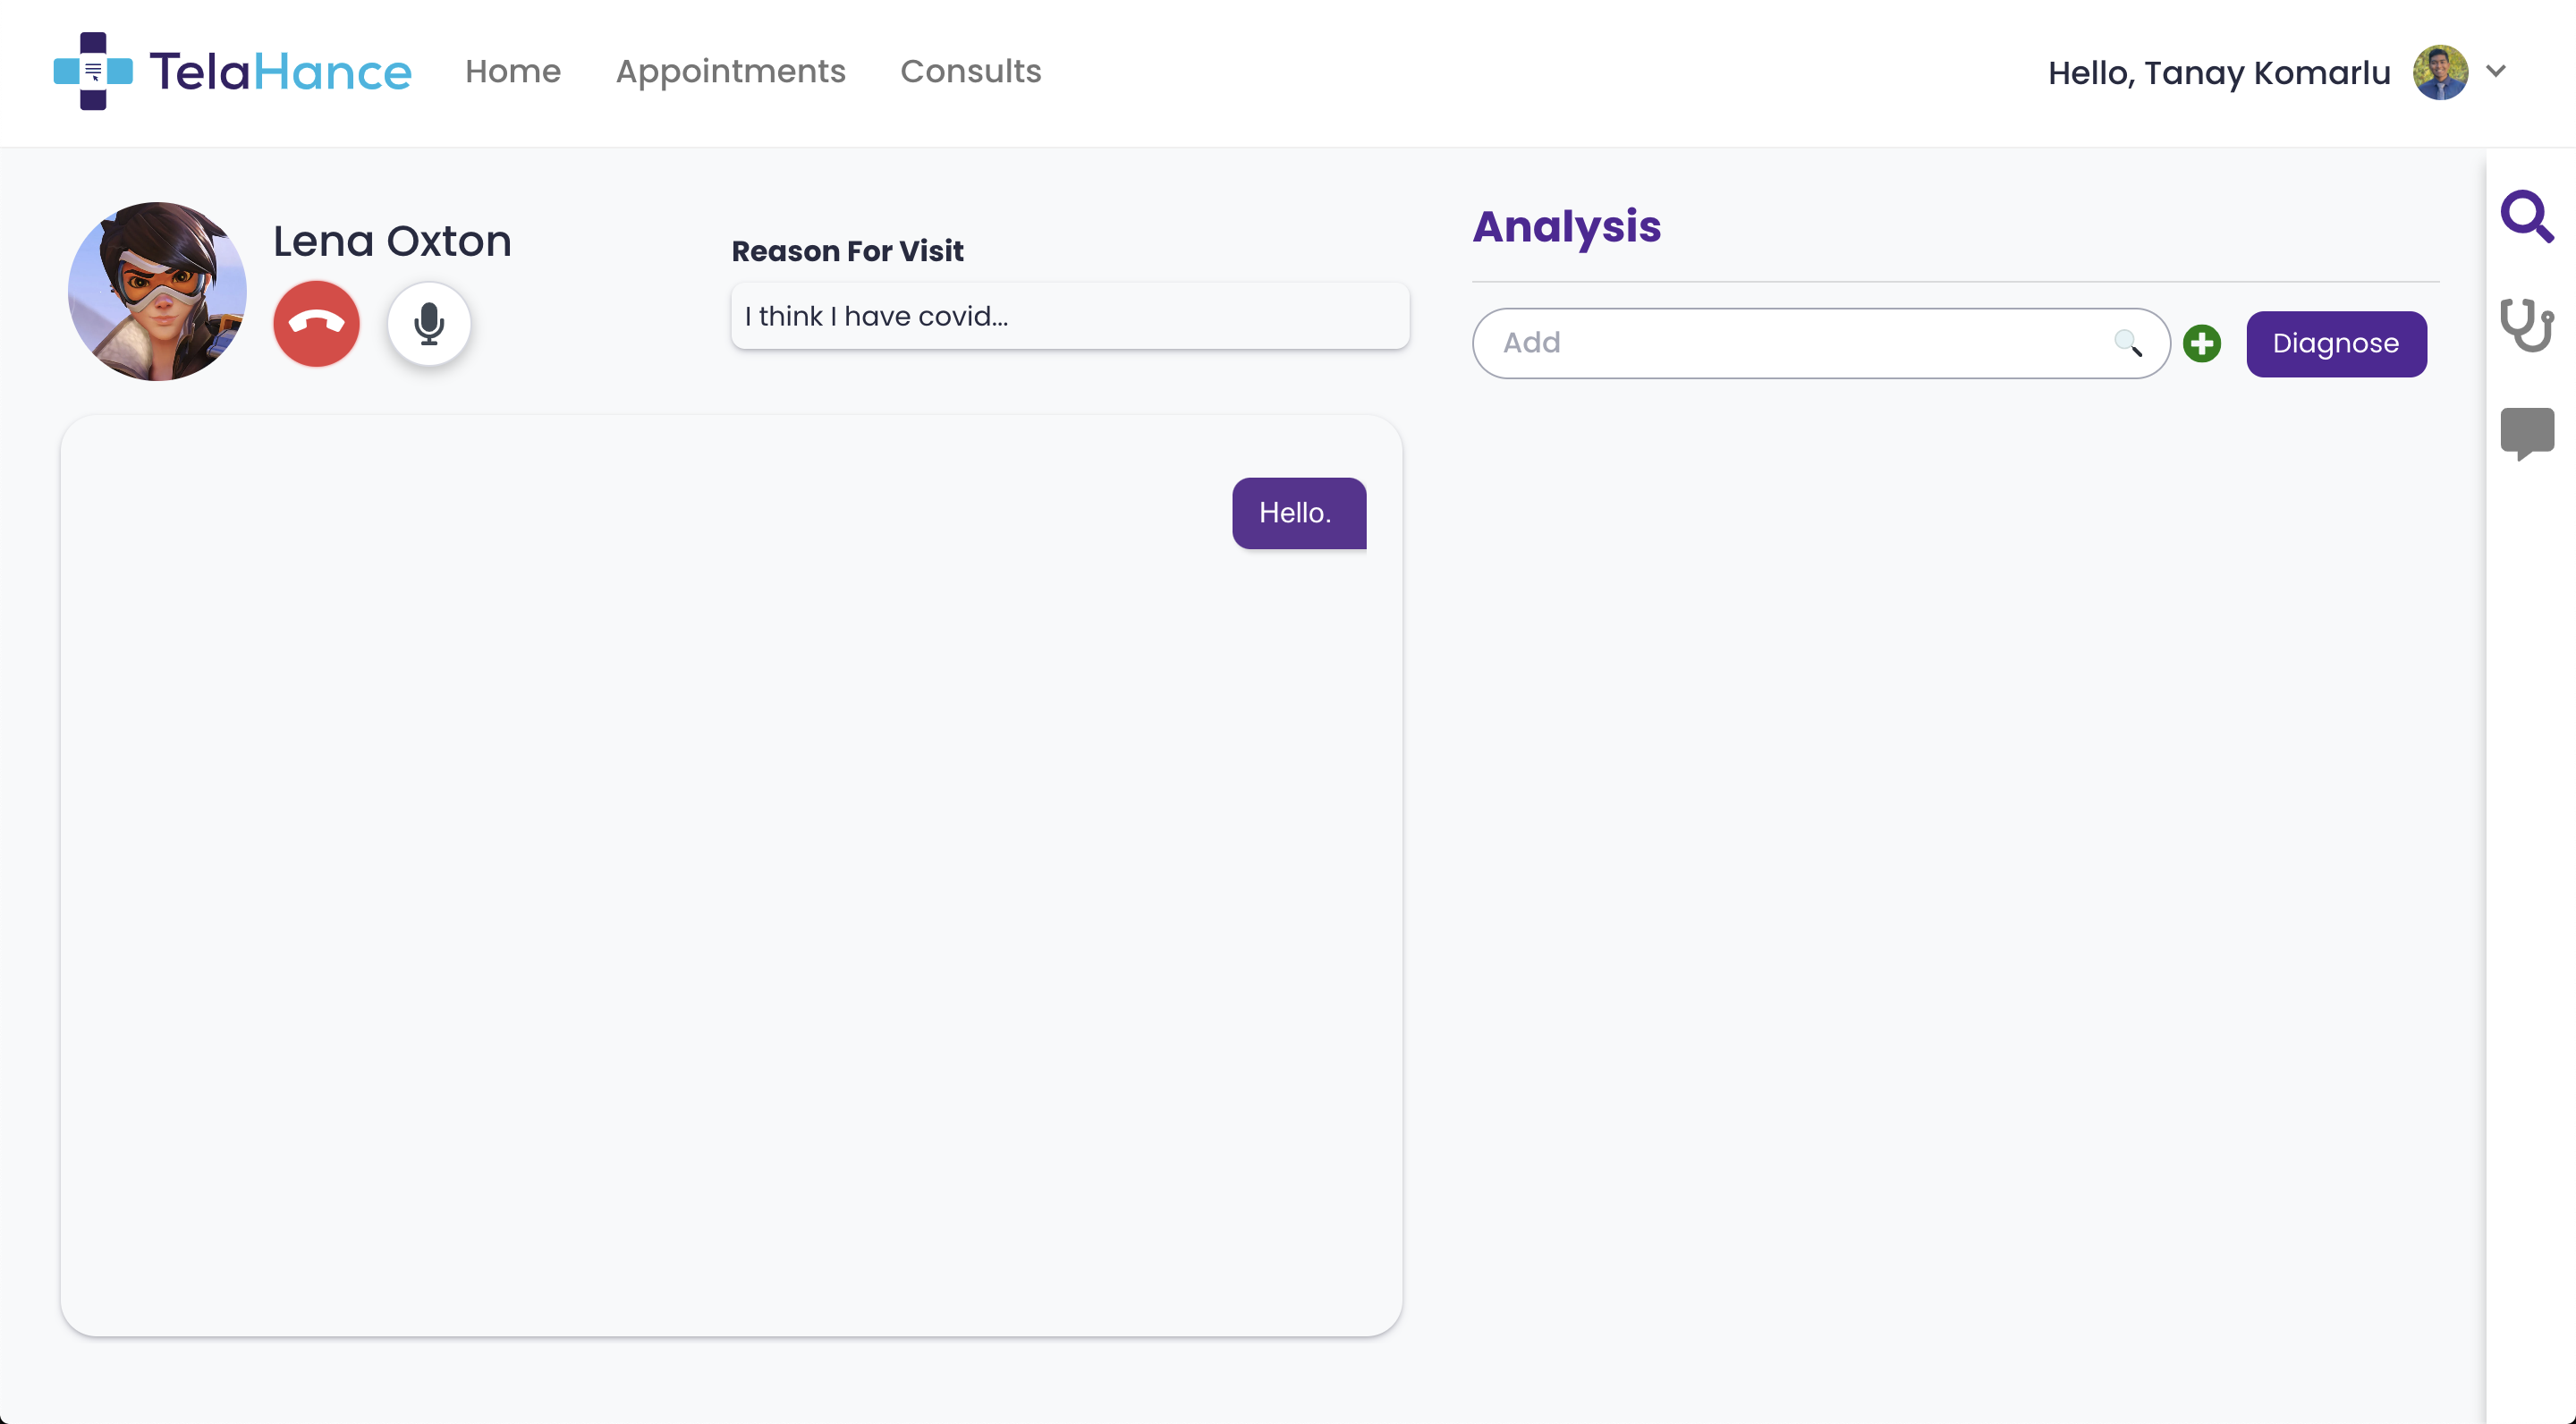 TelaHance
Home
Appointments
Consults
Hello, Tanay Komarlu
Lena Oxton
Reason For Visit
I think I have covid...
Hello.
Analysis
Add
Diagnose